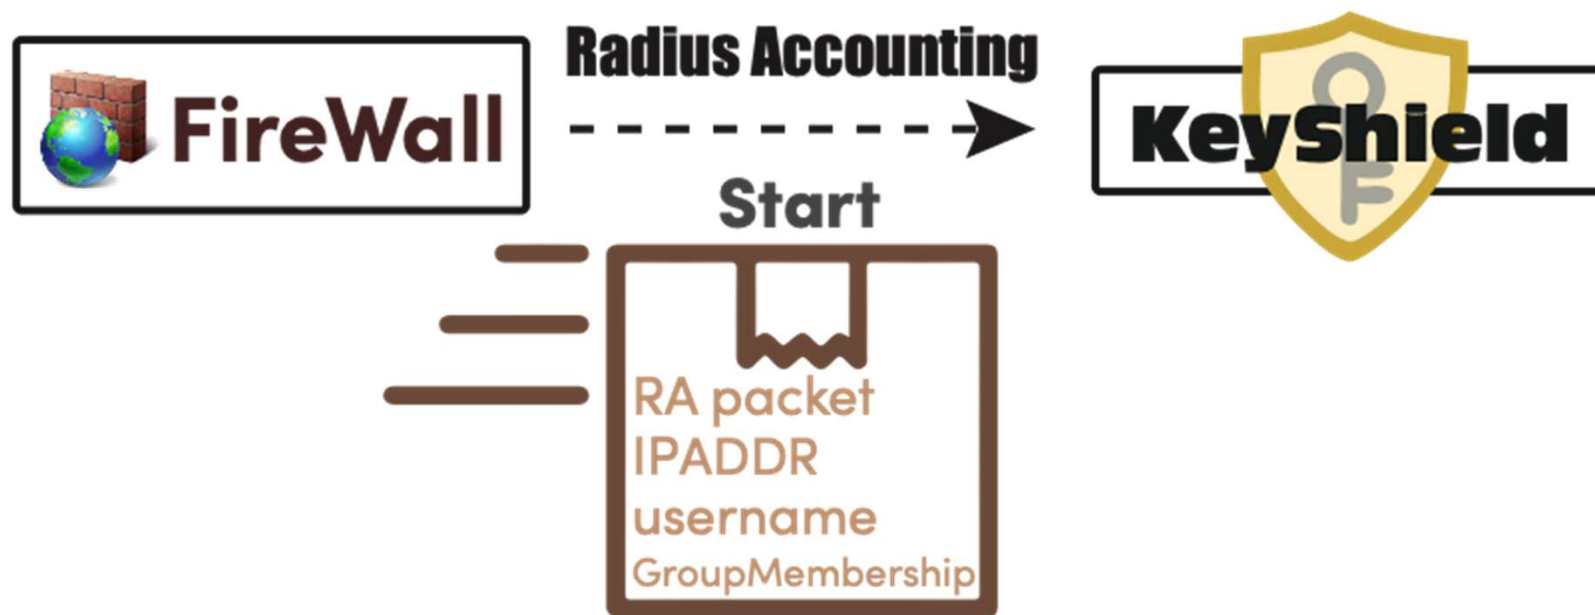 Radius Accounting
FireWall
KeyShield
Start
RA packet
IPADDR
username
GroupMembership